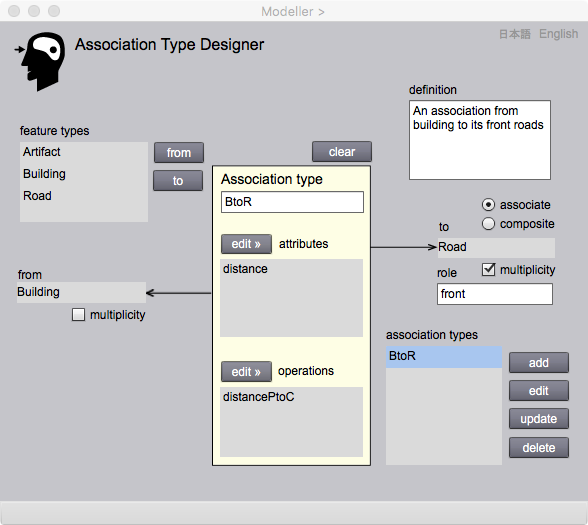 Modeller >
日本語 English
Association Type Designer
definition
An association from
building to its front roads
feature types
Artifact
Building
Road
from
to
clear
Association type
BtoR
edit » attributes
distance
edit » operations
distancePtoC
from
Building
multiplicity
associate
composite
to
Road
role
multiplicity
front
association types
BtoR
add
edit
update
delete